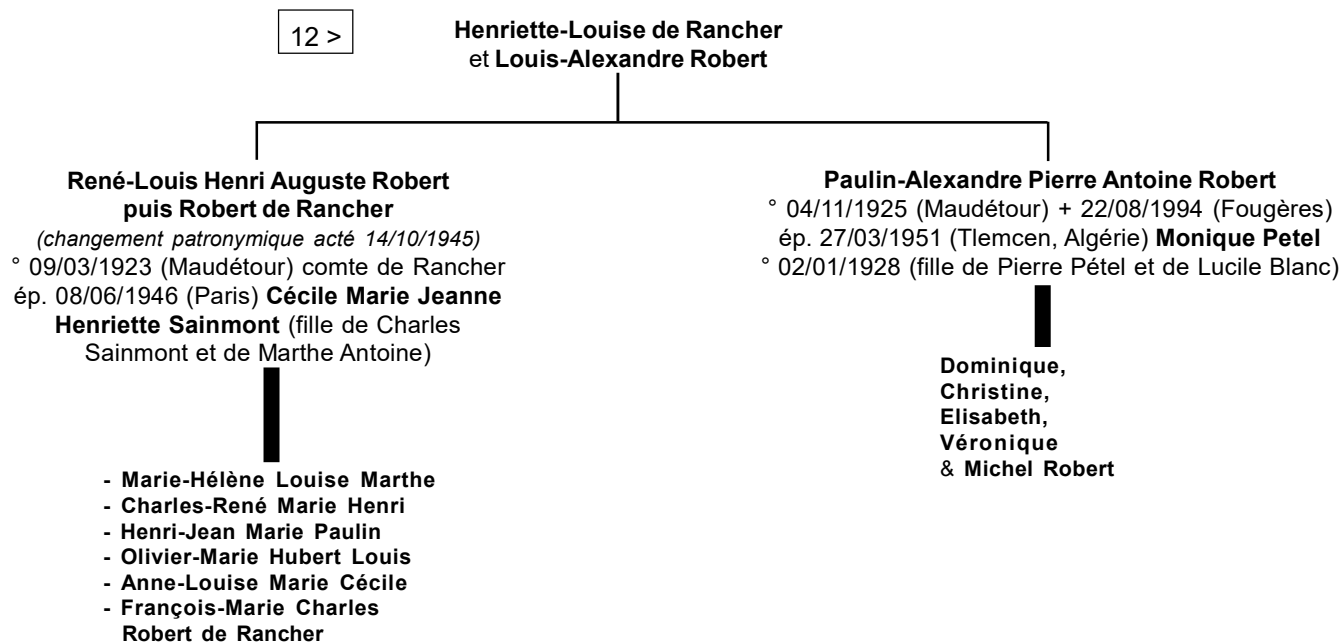 12 >
Henriette-Louise de Rancher
et Louis-Alexandre Robert
René-Louis Henri Auguste Robert
puis Robert de Rancher
(changement patronymique acté 14/10/1945)
° 09/03/1923 (Maudétour) comte de Rancher
ép. 08/06/1946 (Paris) Cécile Marie Jeanne
Henriette Sainmont (fille de Charles
Sainmont et de Marthe Antoine)
- Marie-Hélène Louise Marthe
- Charles-René Marie Henri
- Henri-Jean Marie Paulin
- Olivier-Marie Hubert Louis
- Anne-Louise Marie Cécile
- François-Marie Charles
Robert de Rancher
Paulin-Alexandre Pierre Antoine Robert
° 04/11/1925 (Maudétour) + 22/08/1994 (Fougères)
ép. 27/03/1951 (Tlemcen, Algérie) Monique Petel
° 02/01/1928 (fille de Pierre Pétel et de Lucile Blanc)
Dominique,
Christine,
Elisabeth,
Véronique
& Michel Robert